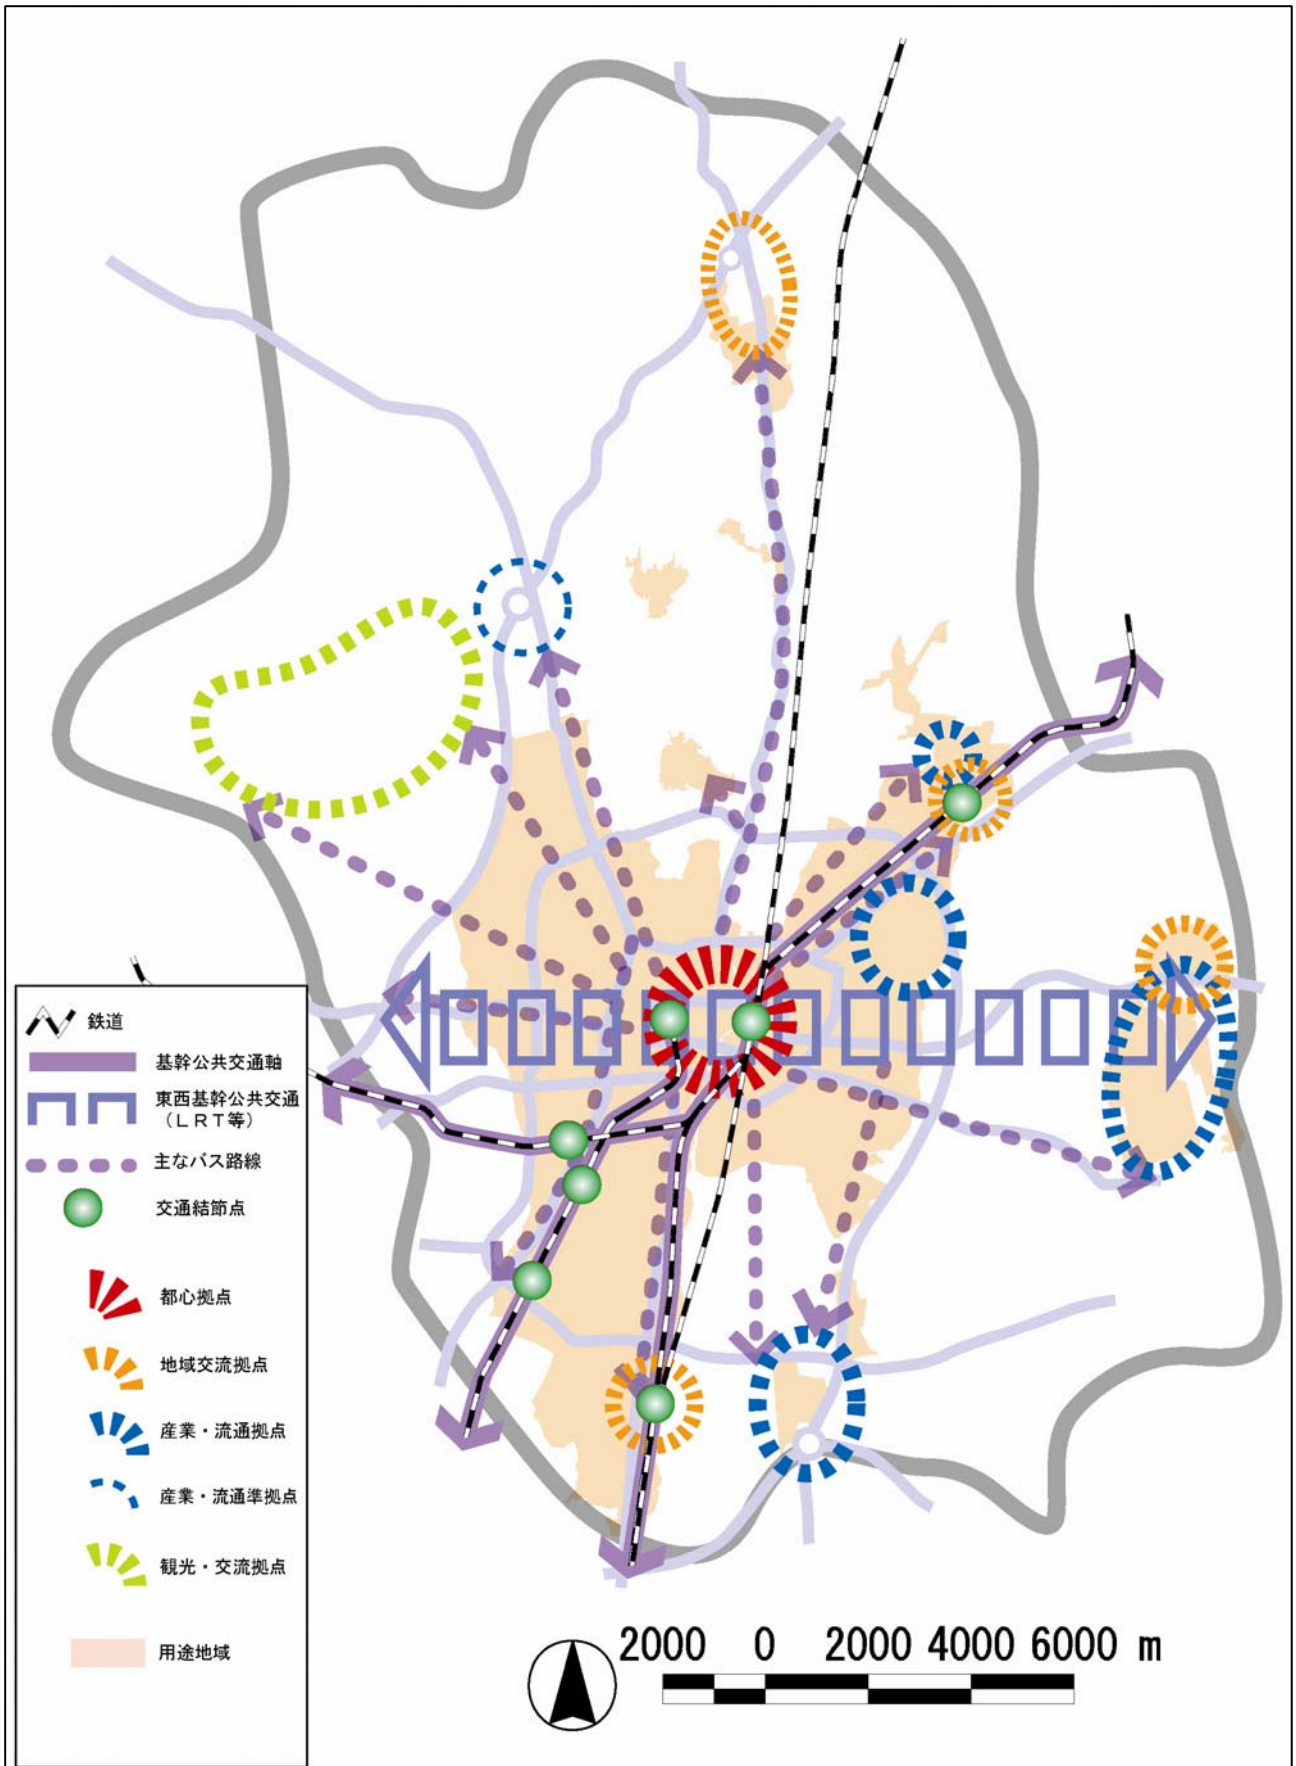 鉄道
基幹公共交通軸
東西基幹公共交通
（ＬＲＴ等）
主なバス路線
交通結節点
都心拠点
地域交流拠点
産業・流通拠点
産業・流通準拠点
観光・交流拠点
用途地域
2000 0 2000 4000 6000 m